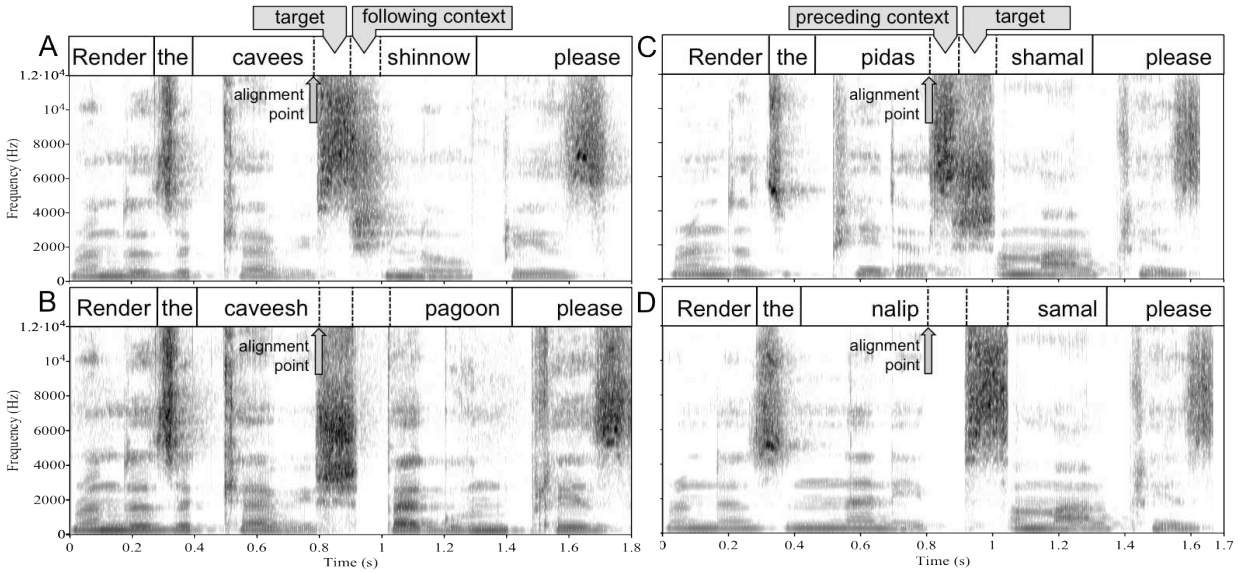 target following context
A
Render the cavees shinnow please
1.2·10⁴
10⁴
8000
6000
4000
2000
0
Frequency (Hz)
alignment
point
preceding context target
C
Render the pidas shamal please
alignment
point
B
Render the caveesh pagoon please
1.2·10⁴
10⁴
8000
6000
4000
2000
0
Frequency (Hz)
alignment
point
0 0.2 0.4 0.6 0.8 1 1.2 1.4 1.6 1.8
Time (s)
D
Render the nalip samal please
alignment
point
0 0.2 0.4 0.6 0.8 1 1.2 1.4 1.6 1.7
Time (s)